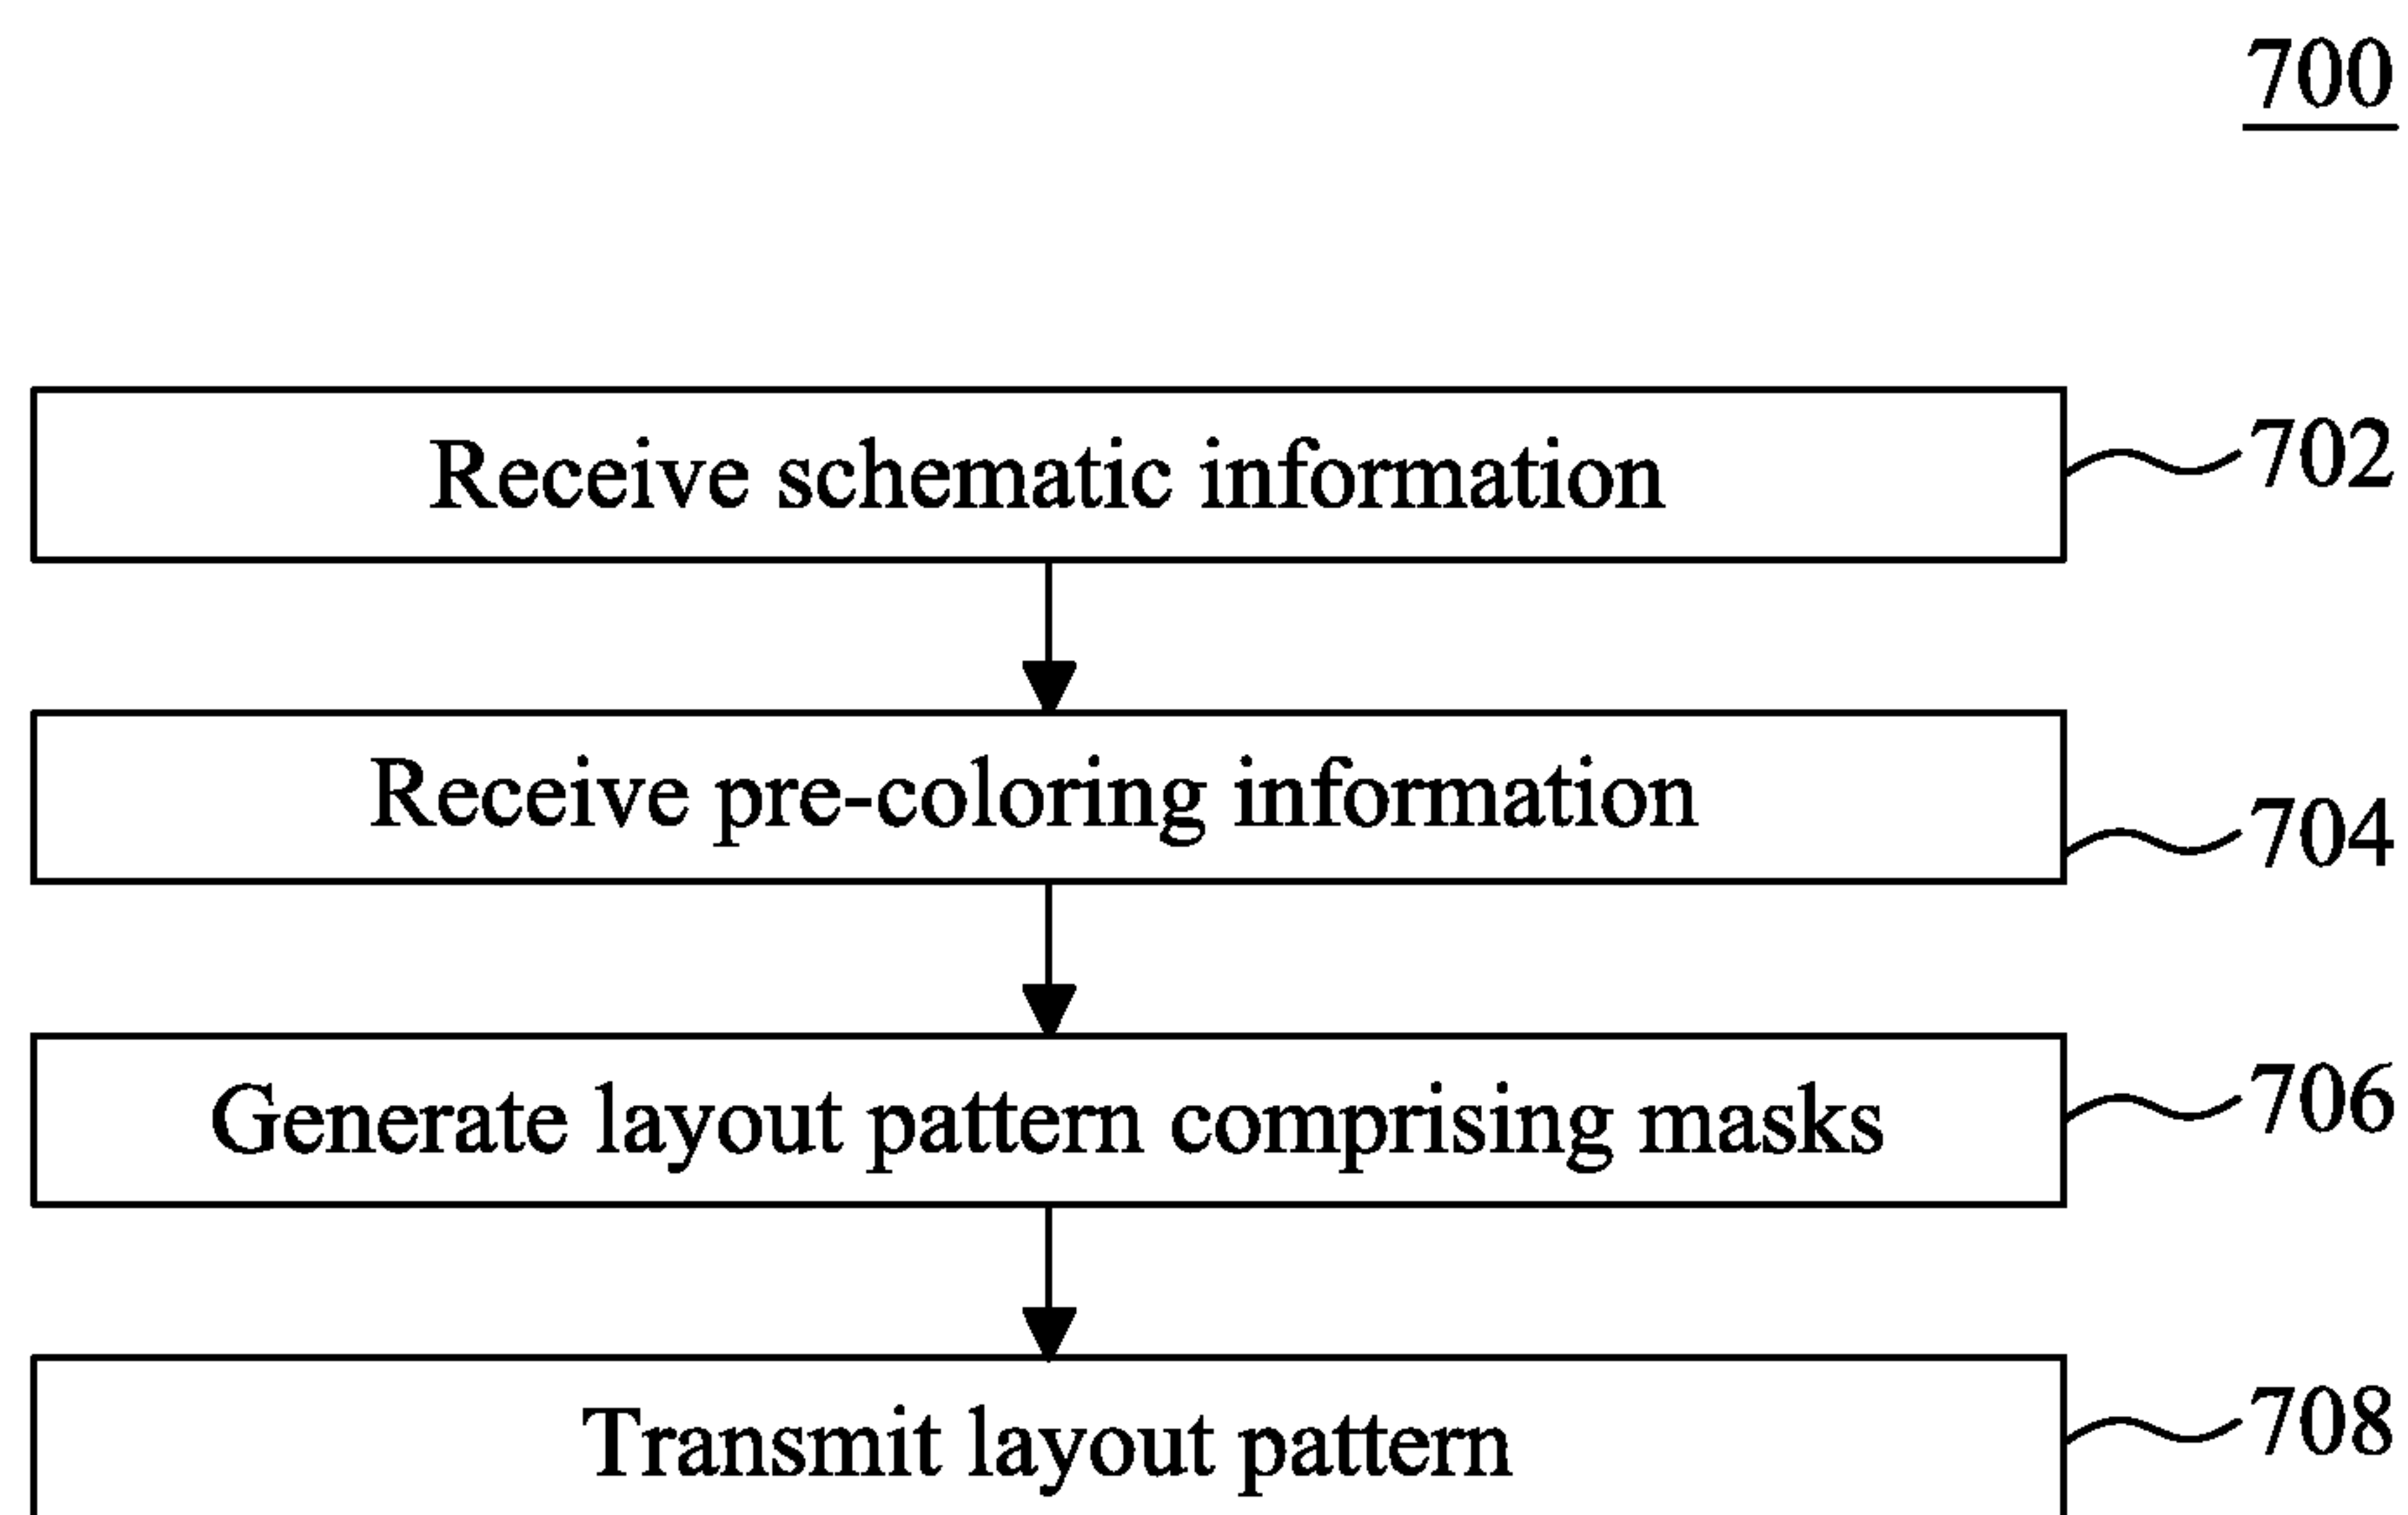 700
Receive schematic information
702
Receive pre-coloring information
704
Generate layout pattern comprising masks
706
Transmit layout pattern
708